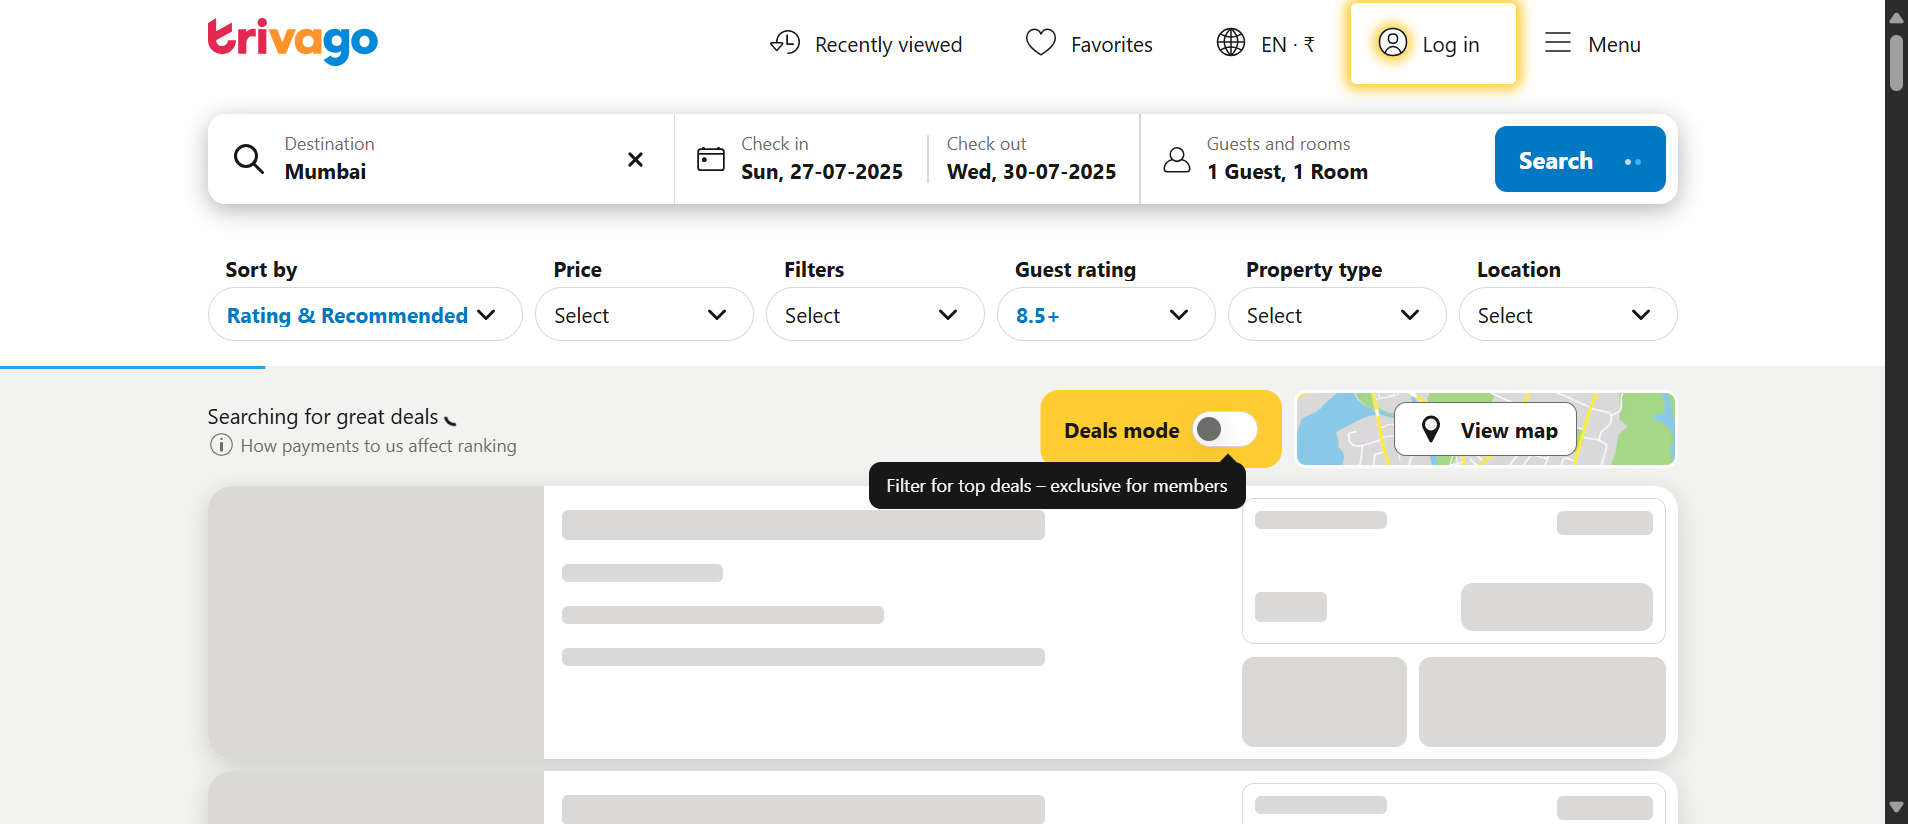 trivago
Recently viewed
Favorites
EN · ₹
Log in
Menu
Destination
Mumbai
Check in
Sun, 27-07-2025
Check out
Wed, 30-07-2025
Guests and rooms
1 Guest, 1 Room
Search
Sort by
Rating & Recommended
Price
Select
Filters
Select
Guest rating
8.5+
Property type
Select
Location
Select
Searching for great deals
How payments to us affect ranking
Deals mode
View map
Filter for top deals – exclusive for members